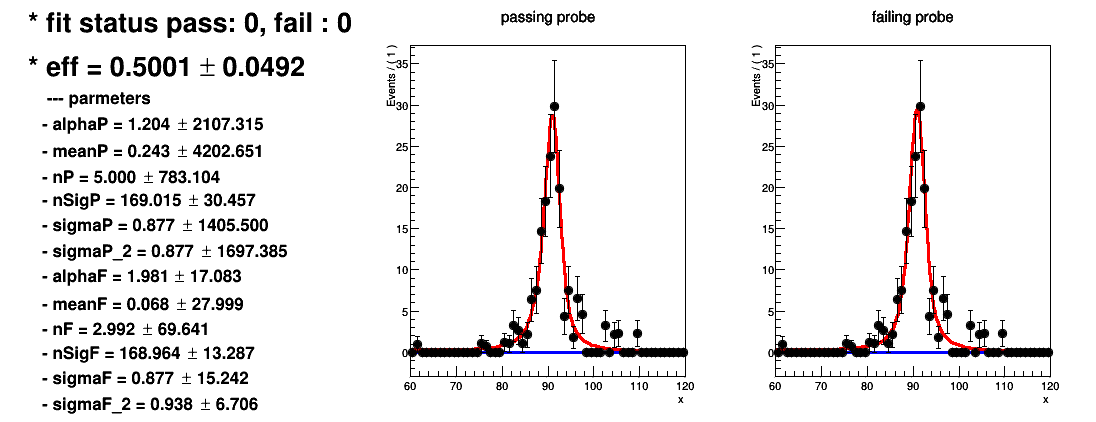 * fit status pass: 0, fail : 0
* eff = 0.5001 ± 0.0492
--- parmeters
- alphaP = 1.204 ± 2107.315
- meanP = 0.243 ± 4202.651
- nP = 5.000 ± 783.104
- nSigP = 169.015 ± 30.457
- sigmaP = 0.877 ± 1405.500
- sigmaP_2 = 0.877 ± 1697.385
- alphaF = 1.981 ± 17.083
- meanF = 0.068 ± 27.999
- nF = 2.992 ± 69.641
- nSigF = 168.964 ± 13.287
- sigmaF = 0.877 ± 15.242
- sigmaF_2 = 0.938 ± 6.706
passing probe
Events / ( 1 )
35
30
25
20
15
10
5
0
60 70 80 90 100 110 120
x
failing probe
Events / ( 1 )
35
30
25
20
15
10
5
0
60 70 80 90 100 110 120
x